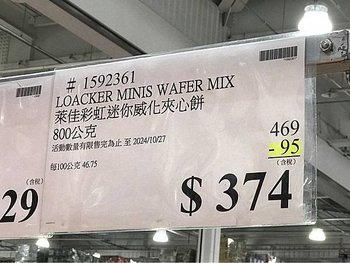 # 1592361
LOACKER MINIS WAFER MIX
萊佳彩虹迷你威化夾心餅
800公克
活動數量有限售完為止 至 2024/10/27
每100公克 46.75
469
- 95
(含稅)
$ 374
(含稅)
29